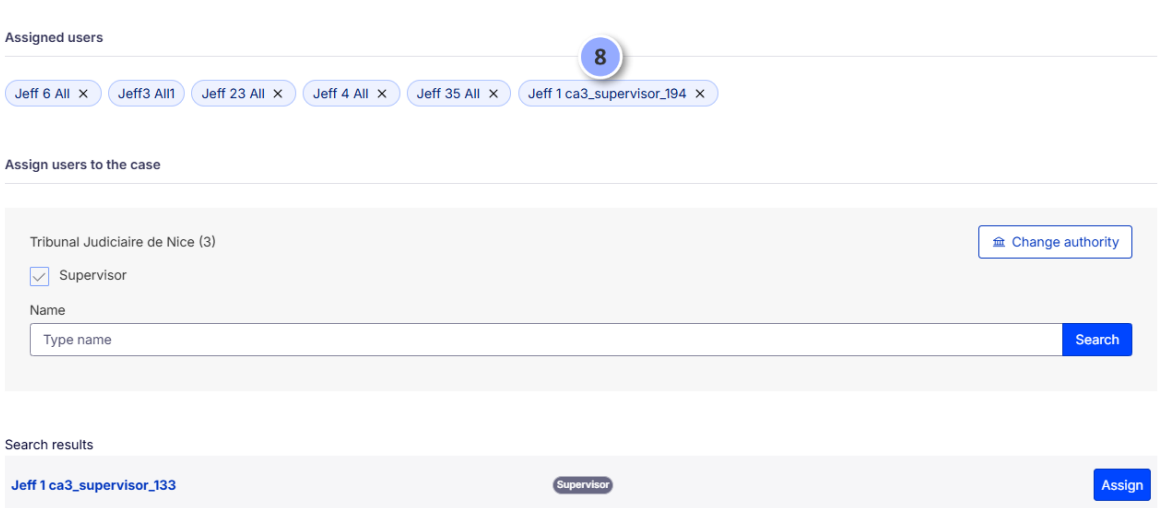 Assigned users
8
Jeff 6 All × Jeff3 All1 Jeff 23 All × Jeff 4 All × Jeff 35 All × Jeff 1 ca3_supervisor_194 ×
Assign users to the case
Tribunal Judiciaire de Nice (3)
Change authority
Supervisor
Name
Type name
Search
Search results
Jeff 1 ca3_supervisor_133 Supervisor Assign